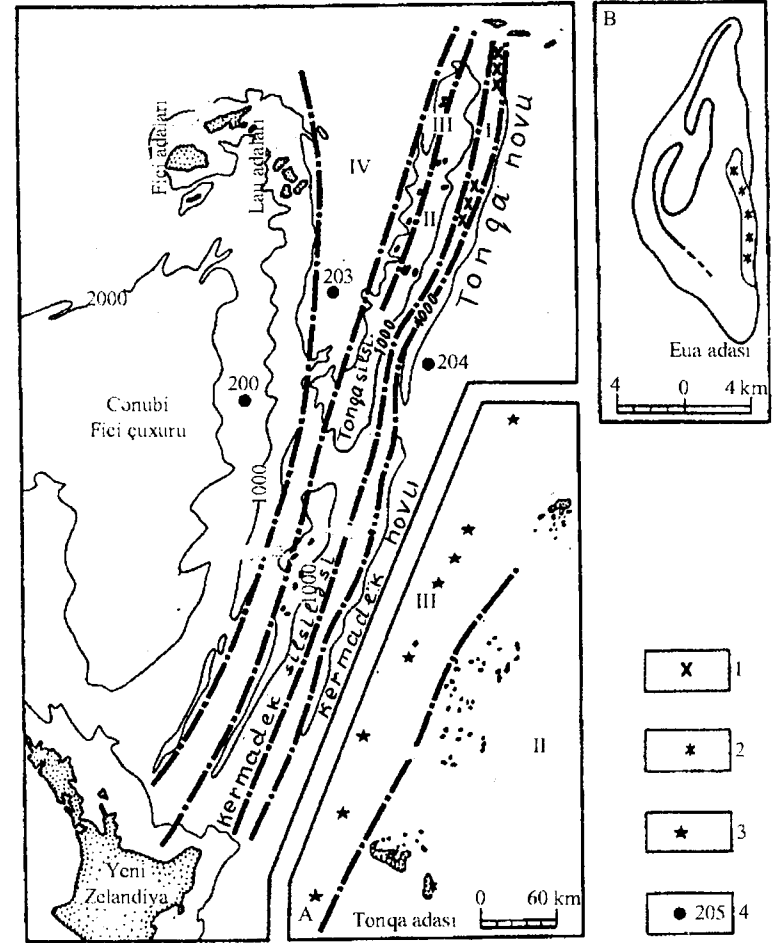 B
Fici adaları
Lau adaları
III
I
IV
II
Tonqa novu
203
2000
1000
4000
204
Tonqa silsi.
200
Cənubi
Fici çuxuru
1000
1000
Kermadek silsiləsi
Kermadek novu
Yeni
Zelandiya
Eua adası
4 0 4 km
III
II
A
Tonqa adası
0 60 km
1
2
3
205 4